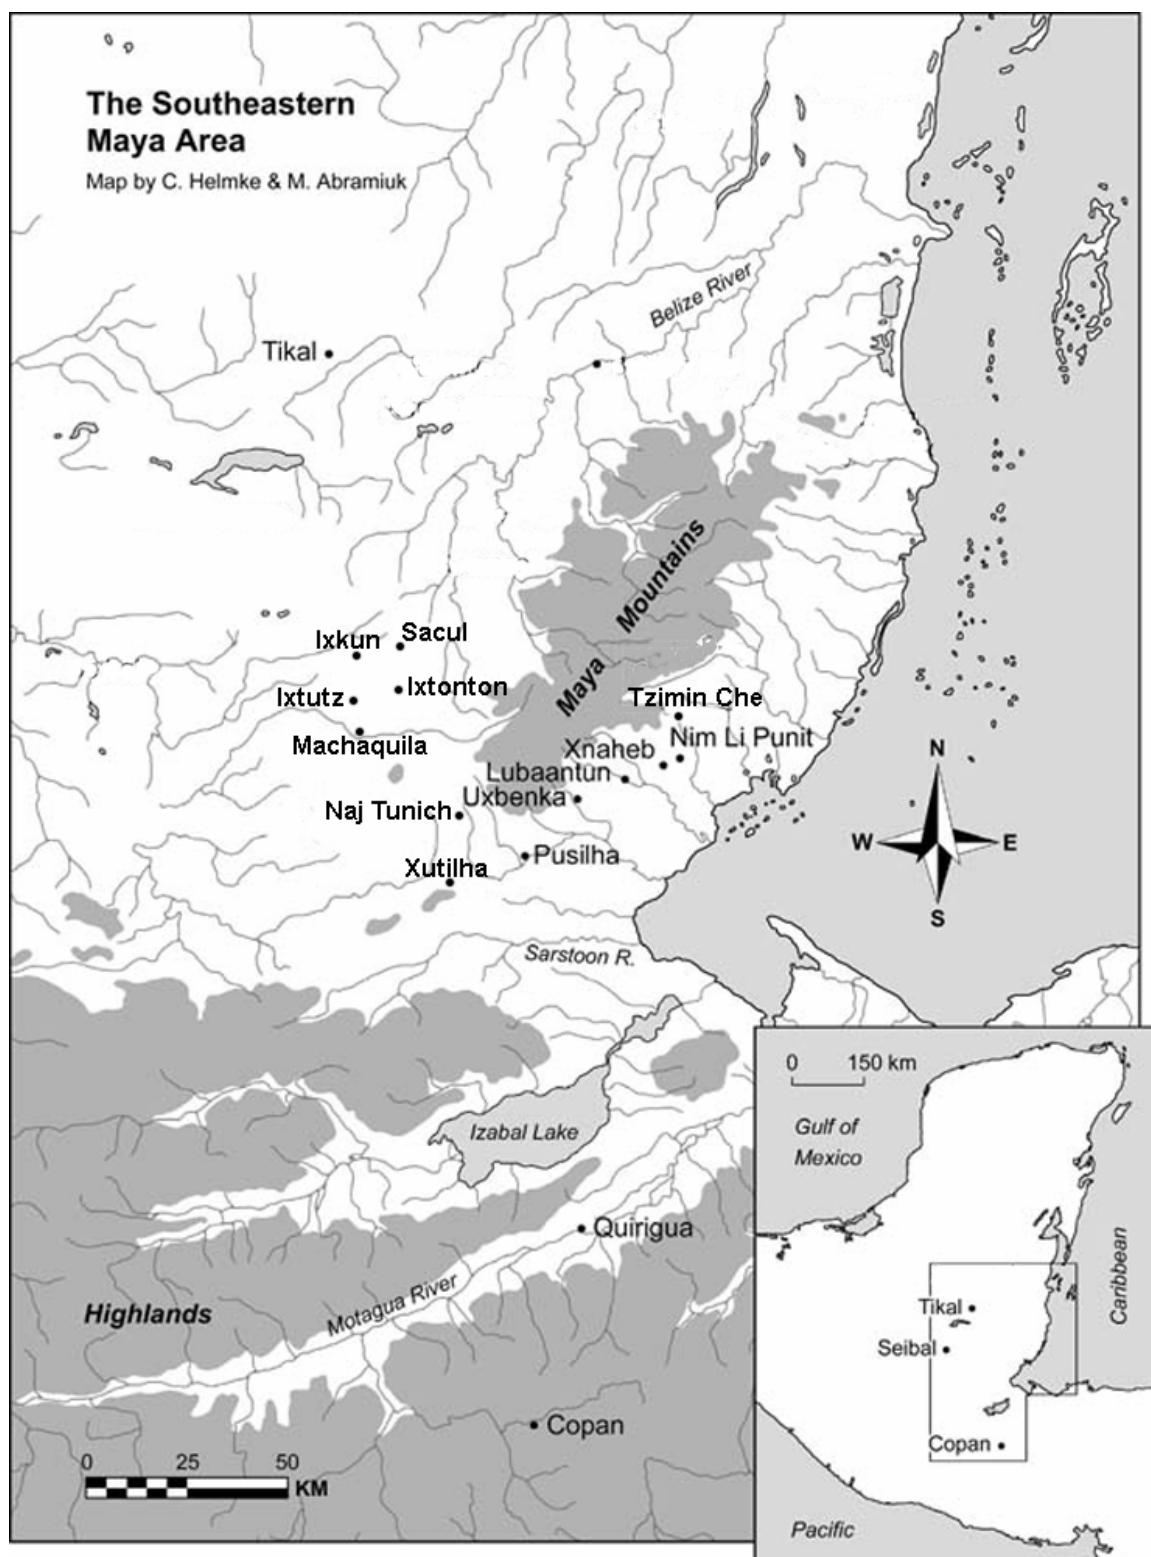 The Southeastern
Maya Area
Map by C. Helmke & M. Abramiuk
Belize River
Tikal
Maya Mountains
Ixkun
Sacul
Ixtutz
Ixtonton
Machaquila
Tzimin Che
Nim Li Punit
Xnaheb
Lubaantun
Uxbenka
Naj Tunich
Pusilha
Xutilha
N
W
E
S
Sarstoon R.
Izabal Lake
Quirigua
Motagua River
Highlands
Copan
0 25 50
KM
0 150 km
Gulf of
Mexico
Caribbean
Tikal
Seibal
Copan
Pacific